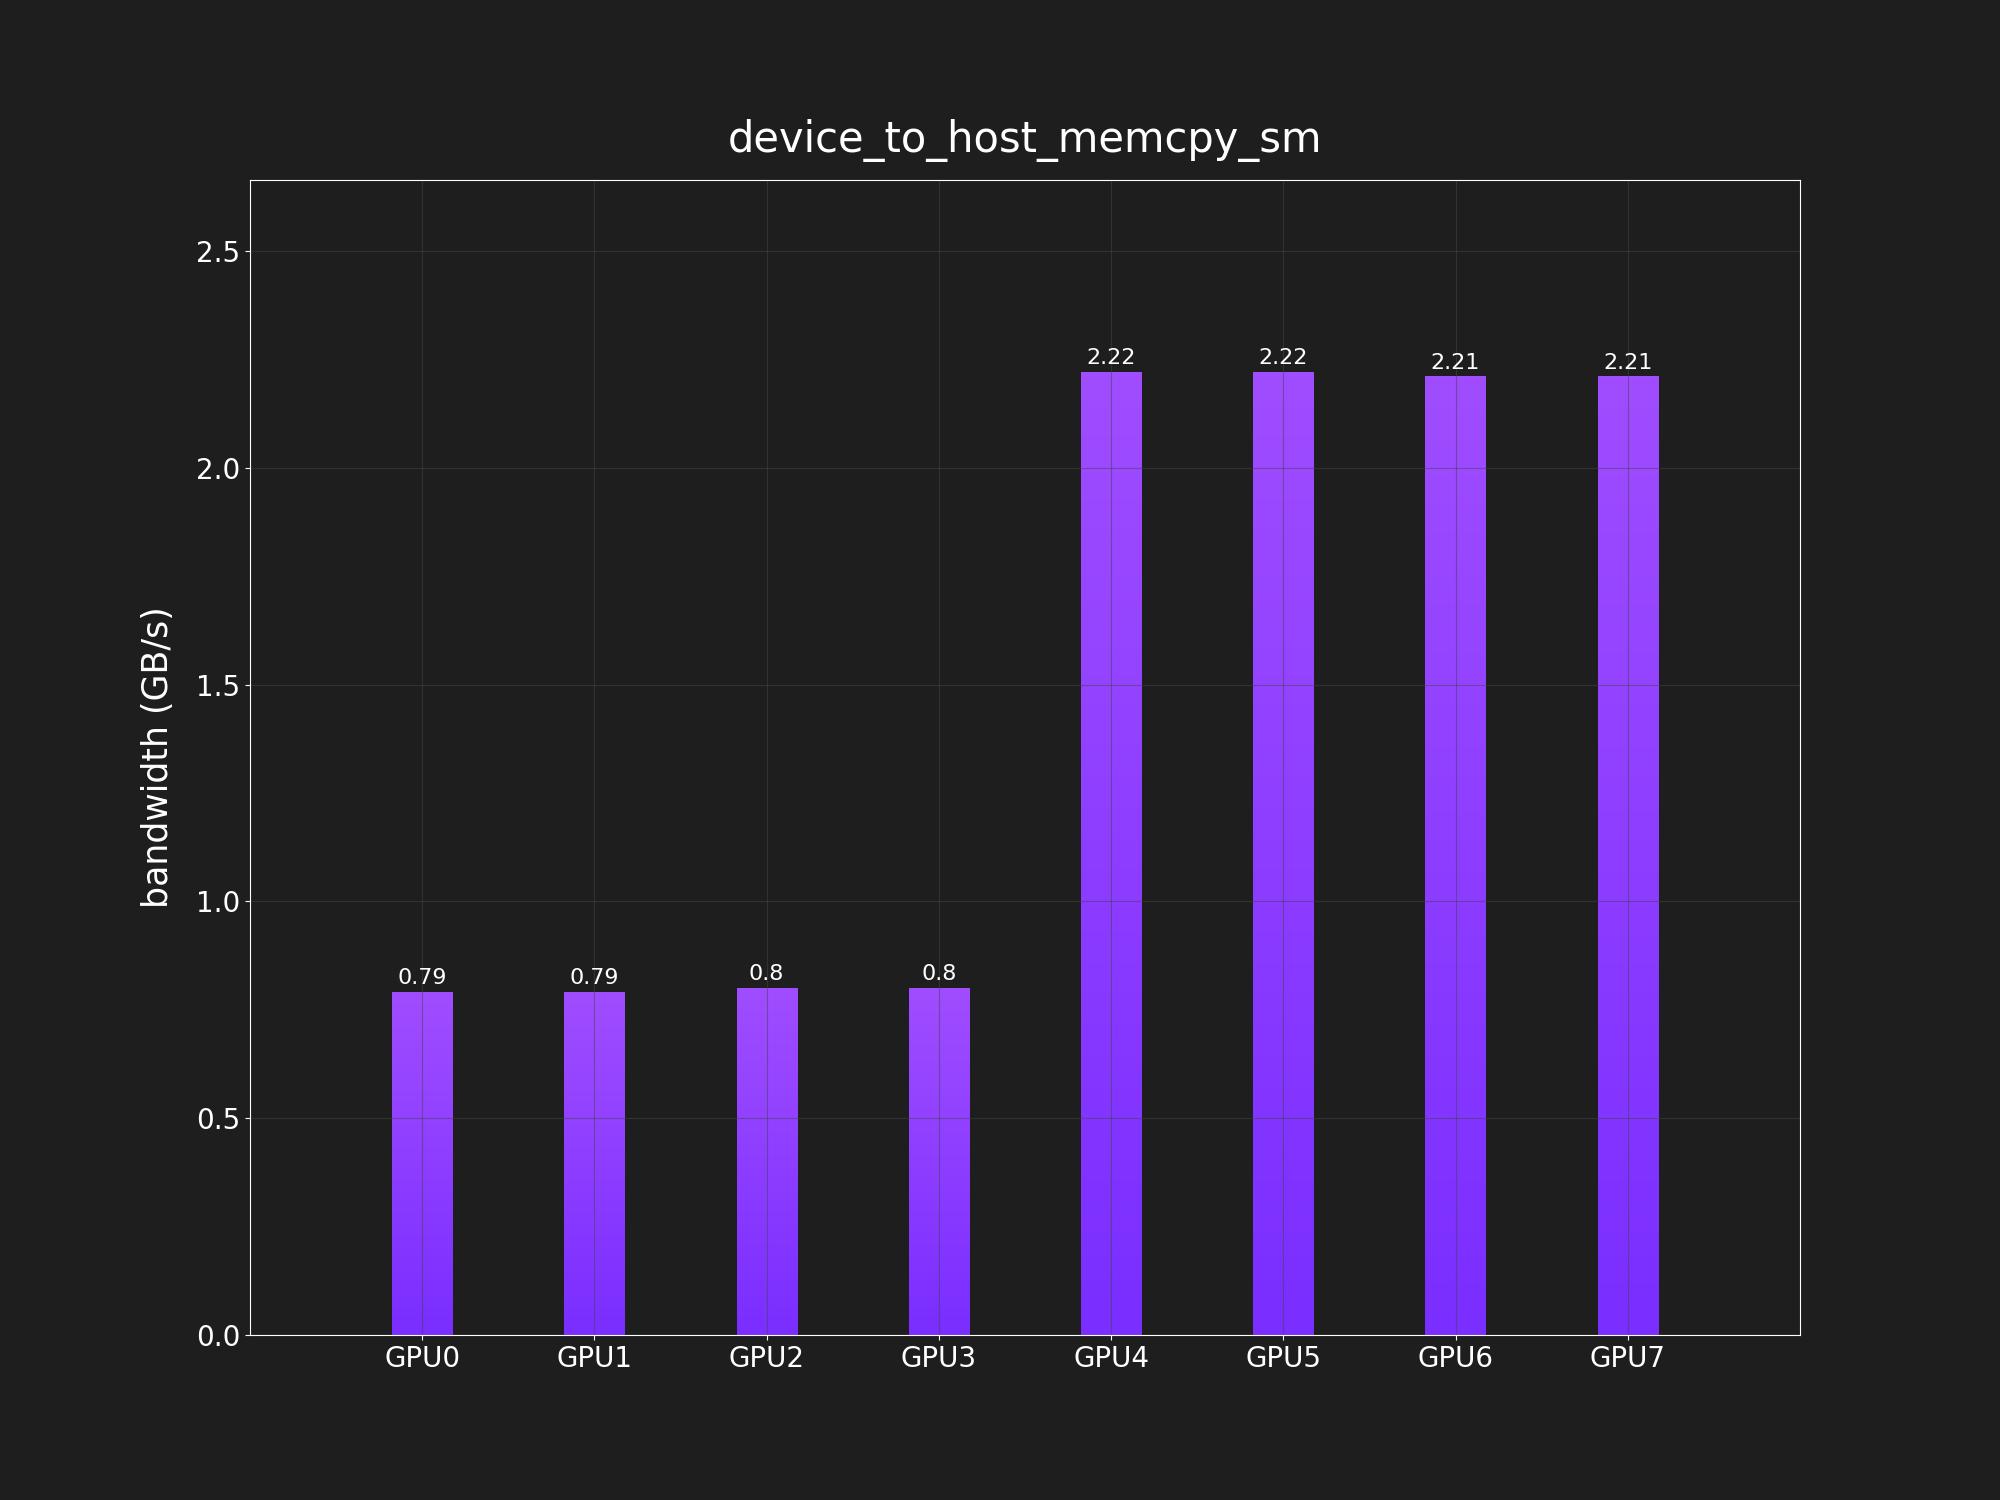 device_to_host_memcpy_sm
bandwidth (GB/s)
2.5
2.0
1.5
1.0
0.5
0.0
0.79
0.79
0.8
0.8
2.22
2.22
2.21
2.21
GPU0
GPU1
GPU2
GPU3
GPU4
GPU5
GPU6
GPU7